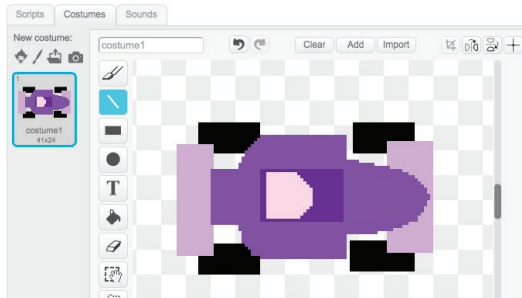 Scripts Costumes Sounds
New costume:
costume1
Clear Add Import
1
costume1
41x24
T